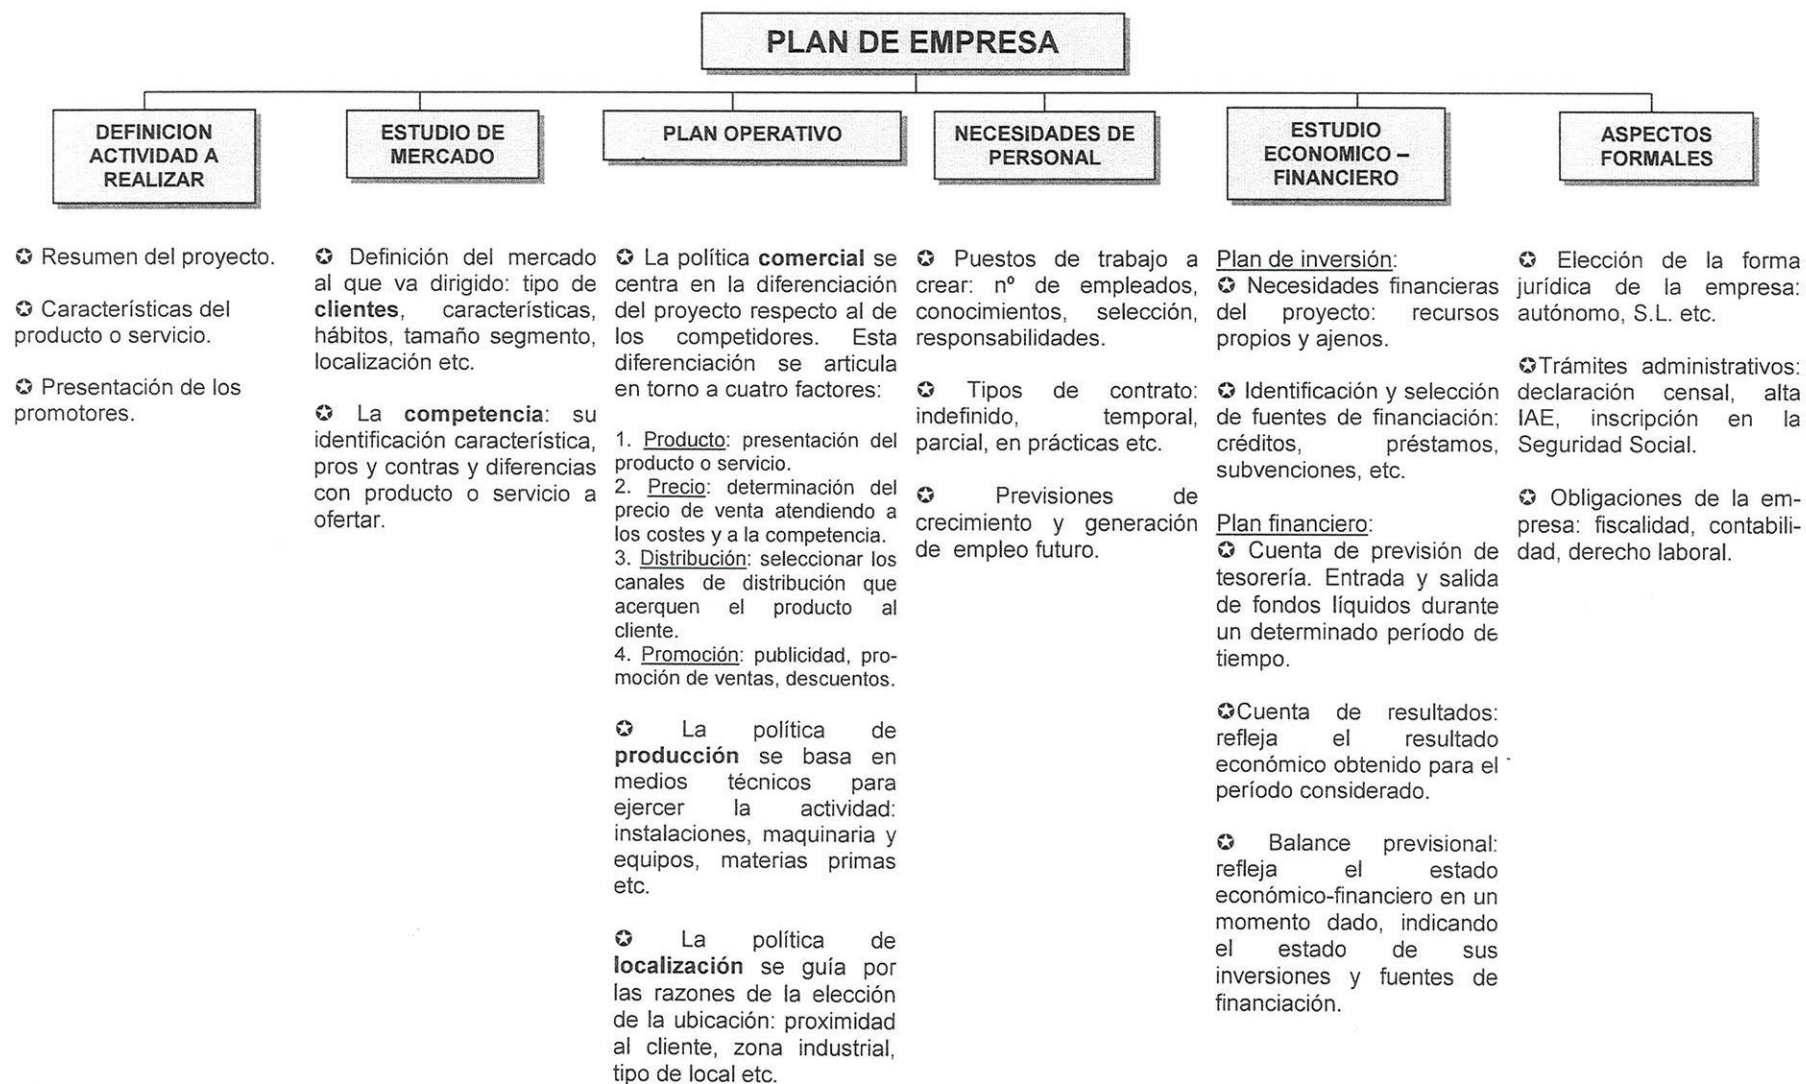 PLAN DE EMPRESA
DEFINICION
ACTIVIDAD A
REALIZAR
✪ Resumen del proyecto.
✪ Características del
producto o servicio.
✪ Presentación de los
promotores.
ESTUDIO DE
MERCADO
✪ Definición del mercado
al que va dirigido: tipo de
clientes, características,
hábitos, tamaño segmento,
localización etc.
✪ La competencia: su
identificación característica,
pros y contras y diferencias
con producto o servicio a
ofertar.
PLAN OPERATIVO
✪ La política comercial se
centra en la diferenciación
del proyecto respecto al de
los competidores. Esta
diferenciación se articula
en torno a cuatro factores:
1. Producto: presentación del
producto o servicio.
2. Precio: determinación del
precio de venta atendiendo a
los costes y a la competencia.
3. Distribución: seleccionar los
canales de distribución que
acerquen el producto al
cliente.
4. Promoción: publicidad, pro-
moción de ventas, descuentos.
✪ La política de
producción se basa en
medios técnicos para
ejercer la actividad:
instalaciones, maquinaria y
equipos, materias primas
etc.
✪ La política de
localización se guía por
las razones de la elección
de la ubicación: proximidad
al cliente, zona industrial,
tipo de local etc.
NECESIDADES DE
PERSONAL
✪ Puestos de trabajo a
crear: nº de empleados,
conocimientos, selección,
responsabilidades.
✪ Tipos de contrato:
indefinido, temporal,
parcial, en prácticas etc.
✪ Previsiones de
crecimiento y generación
de empleo futuro.
ESTUDIO
ECONOMICO –
FINANCIERO
Plan de inversión:
✪ Necesidades financieras
del proyecto: recursos
propios y ajenos.
✪ Identificación y selección
de fuentes de financiación:
créditos, préstamos,
subvenciones, etc.
Plan financiero:
✪ Cuenta de previsión de
tesorería. Entrada y salida
de fondos líquidos durante
un determinado período de
tiempo.
✪Cuenta de resultados:
refleja el resultado
económico obtenido para el
período considerado.
✪ Balance previsional:
refleja el estado
económico-financiero en un
momento dado, indicando
el estado de sus
inversiones y fuentes de
financiación.
ASPECTOS
FORMALES
✪ Elección de la forma
jurídica de la empresa:
autónomo, S.L. etc.
✪Trámites administrativos:
declaración censal, alta
IAE, inscripción en la
Seguridad Social.
✪ Obligaciones de la em-
presa: fiscalidad, contabili-
dad, derecho laboral.